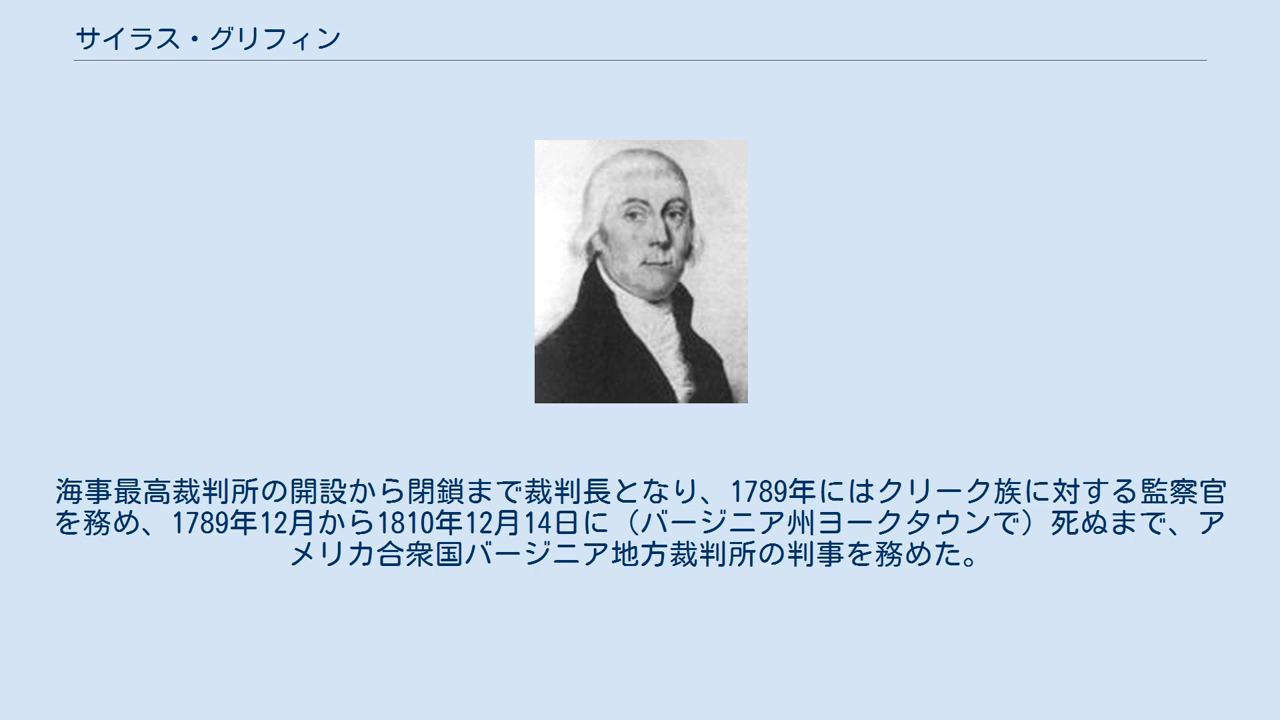 サイラス・グリフィン
海事最高裁判所の開設から閉鎖まで裁判長となり、1789年にはクリーク族に対する監察官
を務め、1789年12月から1810年12月14日に（バージニア州ヨークタウンで）死ぬまで、ア
メリカ合衆国バージニア地方裁判所の判事を務めた。